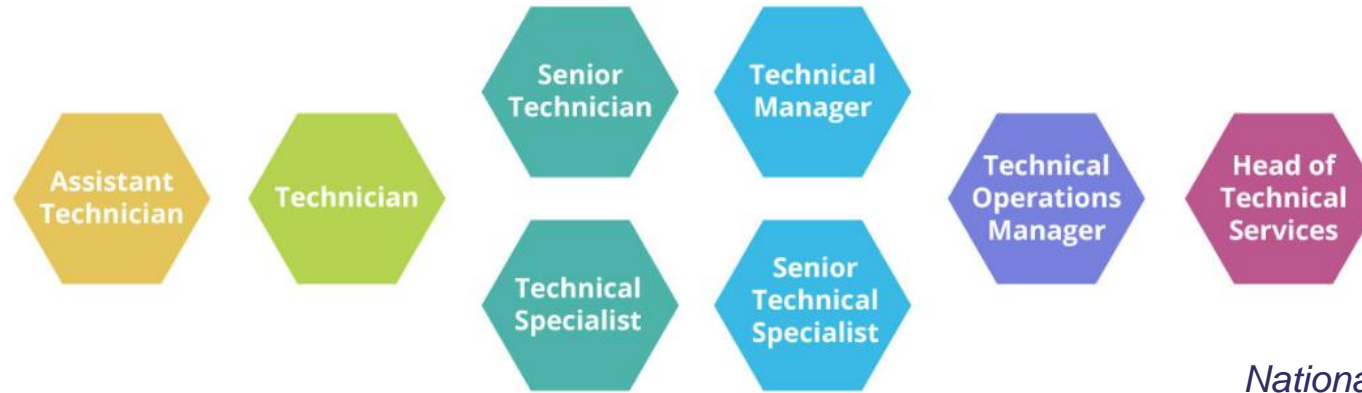 Assistant
Technician
Technician
Senior
Technician
Technical
Specialist
Technical
Manager
Senior
Technical
Specialist
Technical
Operations
Manager
Head of
Technical
Services
Nationa